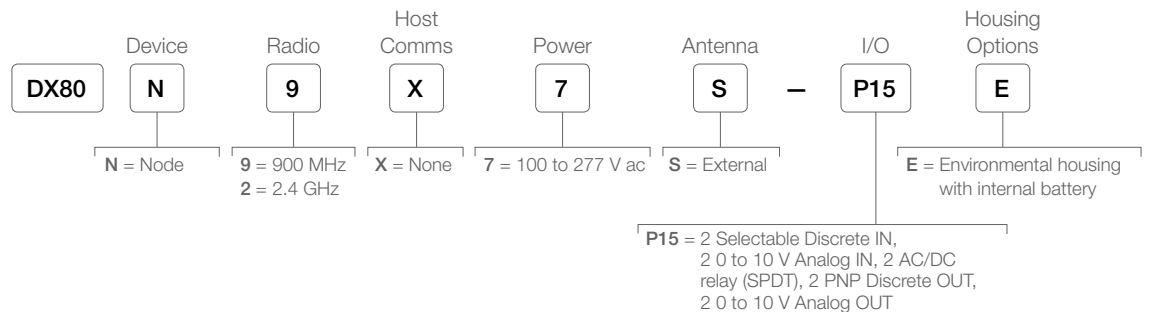 Device
Radio
Host
Comms
Power
Antenna
I/O
Housing
Options
DX80 N 9 X 7 S – P15 E
N = Node
9 = 900 MHz
2 = 2.4 GHz
X = None
7 = 100 to 277 V ac
S = External
E = Environmental housing
with internal battery
P15 = 2 Selectable Discrete IN,
2 0 to 10 V Analog IN, 2 AC/DC
relay (SPDT), 2 PNP Discrete OUT,
2 0 to 10 V Analog OUT